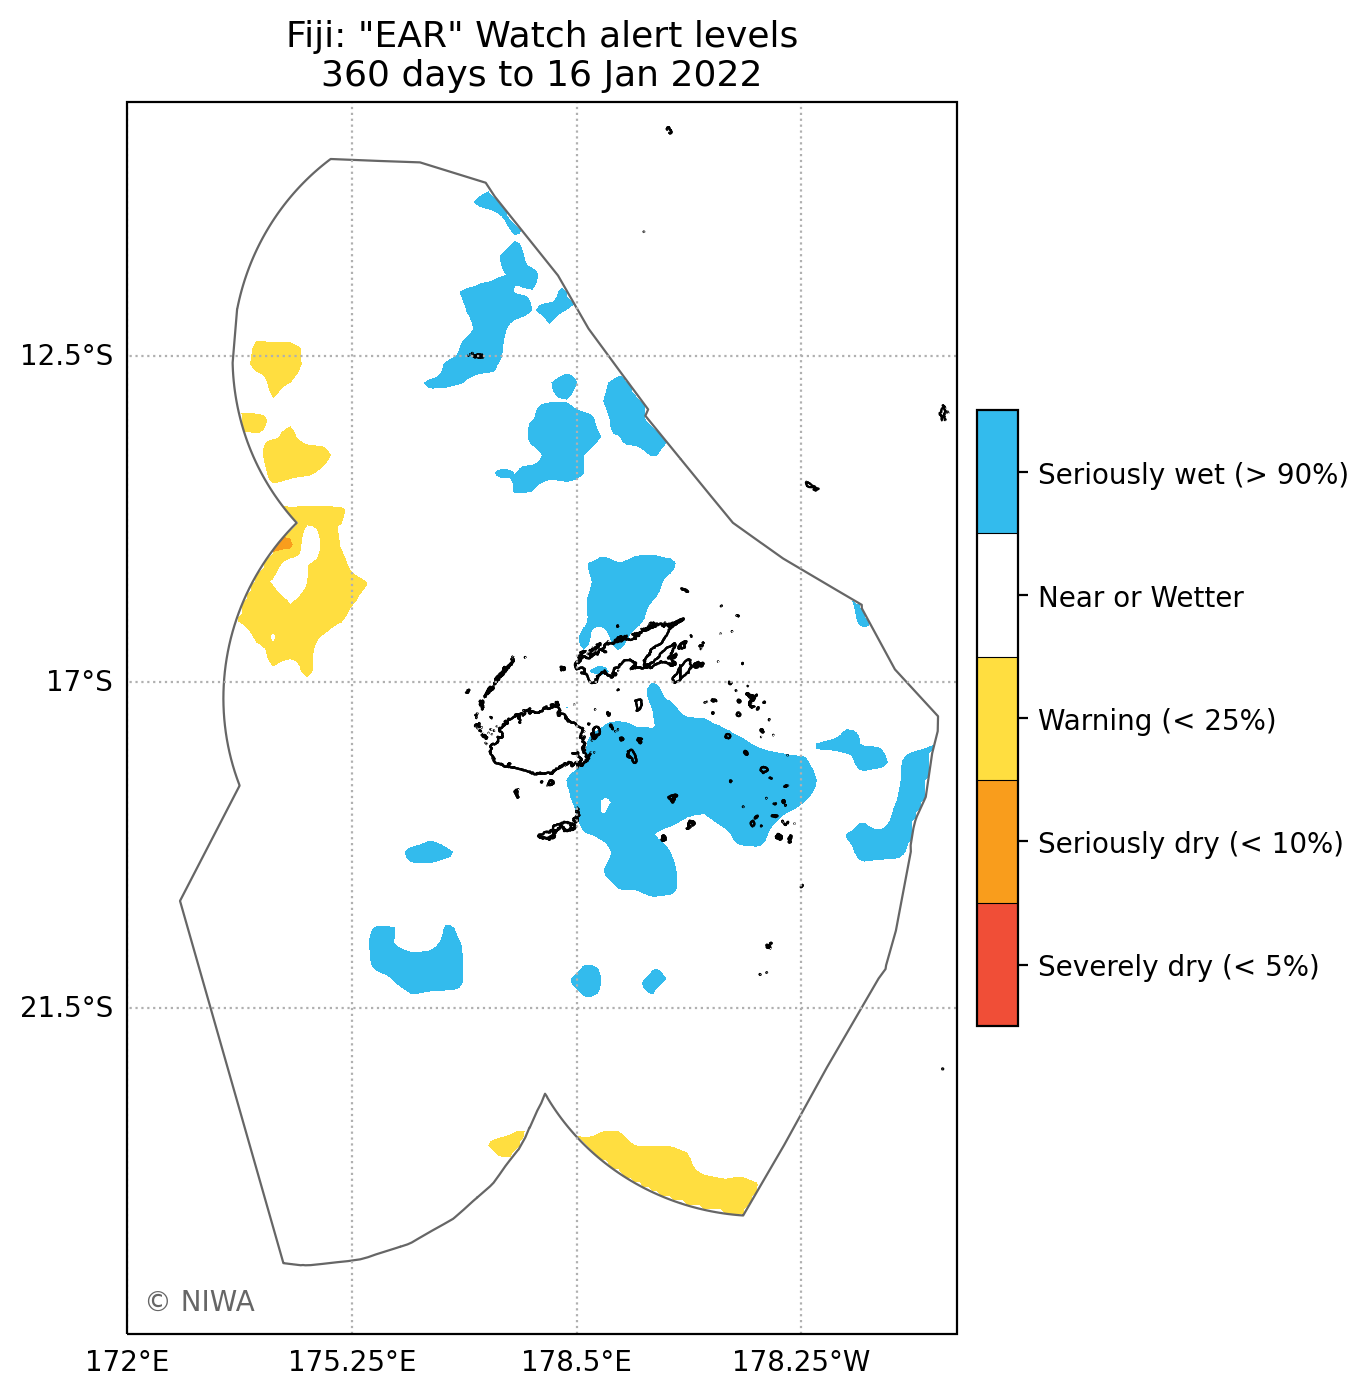 Fiji: "EAR" Watch alert levels
360 days to 16 Jan 2022
12.5°S
17°S
21.5°S
172°E
175.25°E
178.5°E
178.25°W
Seriously wet (> 90%)
Near or Wetter
Warning (< 25%)
Seriously dry (< 10%)
Severely dry (< 5%)
© NIWA